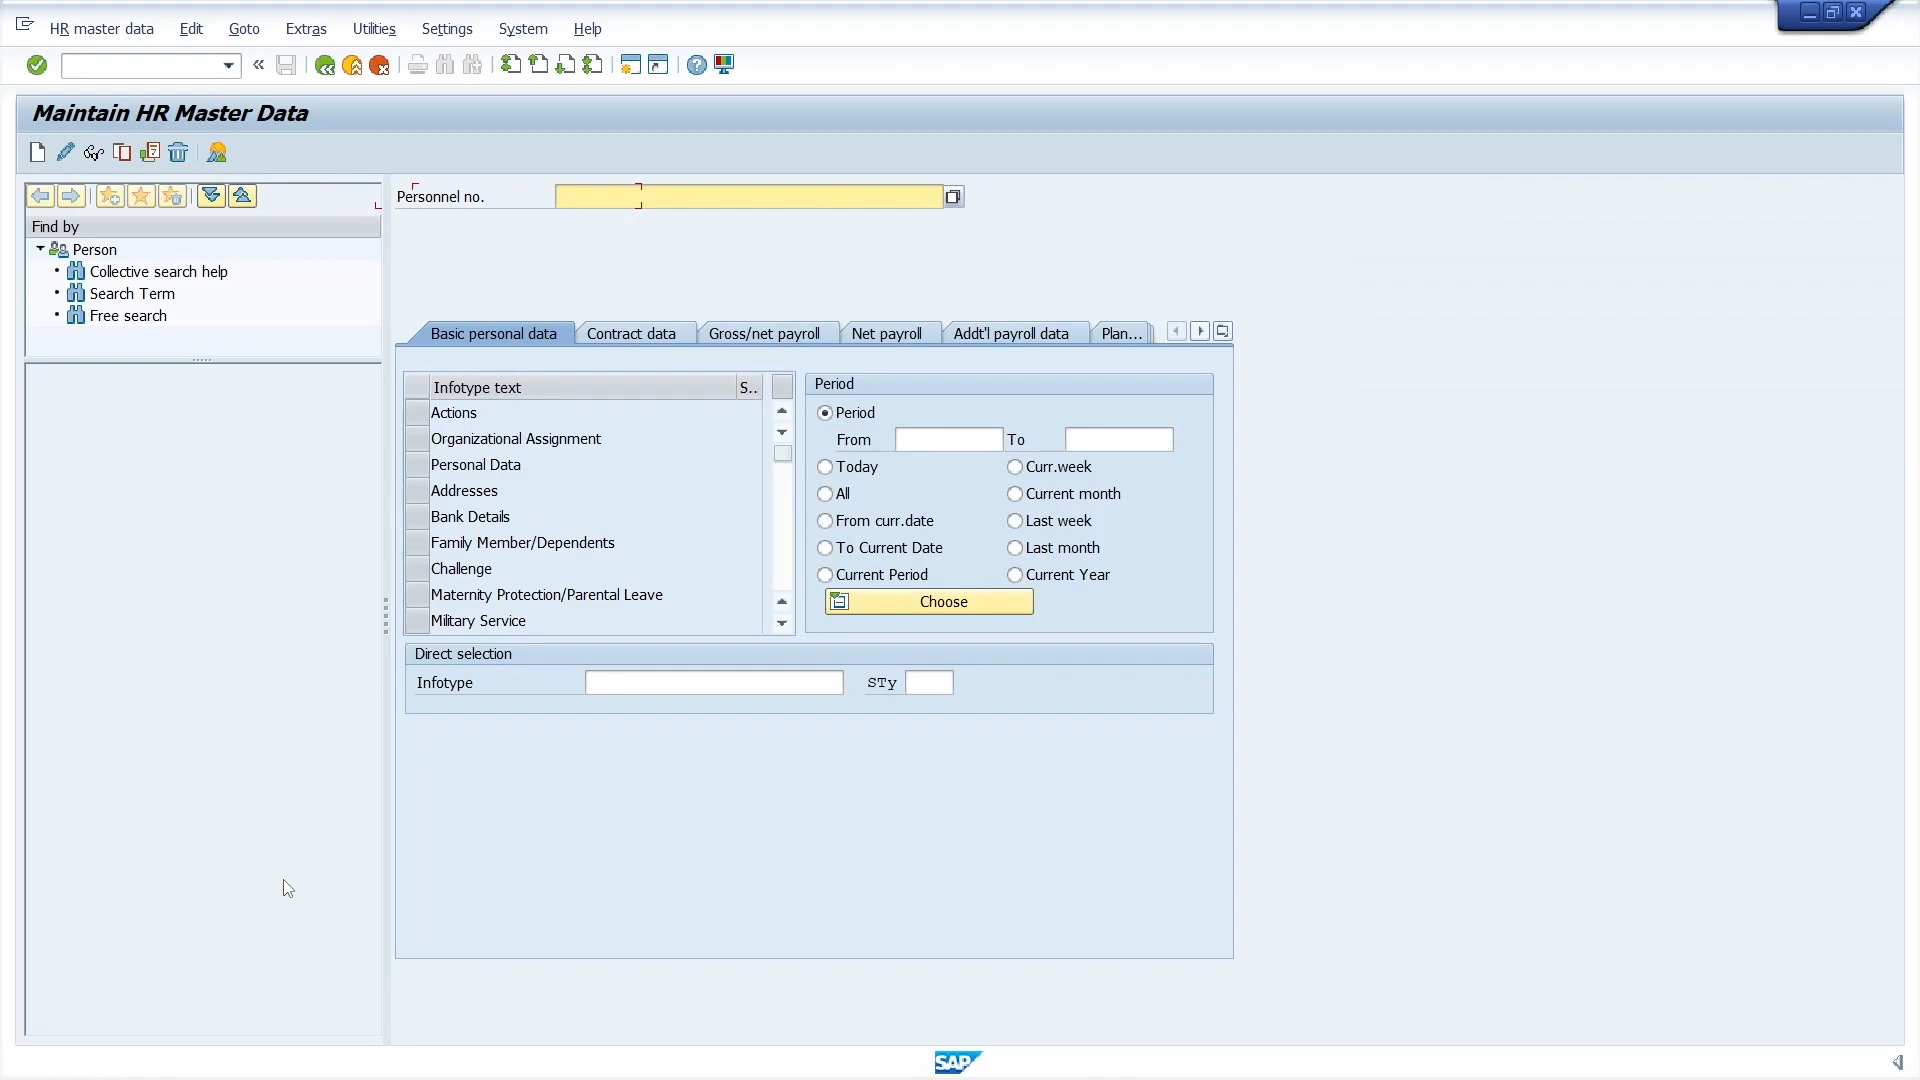 HR master data Edit Goto Extras Utilities Settings System Help
Maintain HR Master Data
Personnel no.
Find by
Person
Collective search help
Search Term
Free search
Basic personal data Contract data Gross/net payroll Net payroll Addt'l payroll data Plan...
Infotype text S..
Actions
Organizational Assignment
Personal Data
Addresses
Bank Details
Family Member/Dependents
Challenge
Maternity Protection/Parental Leave
Military Service
Period
Period
From To
Today Curr.week
All Current month
From curr.date Last week
To Current Date Last month
Current Period Current Year
Choose
Direct selection
Infotype STy
SAP